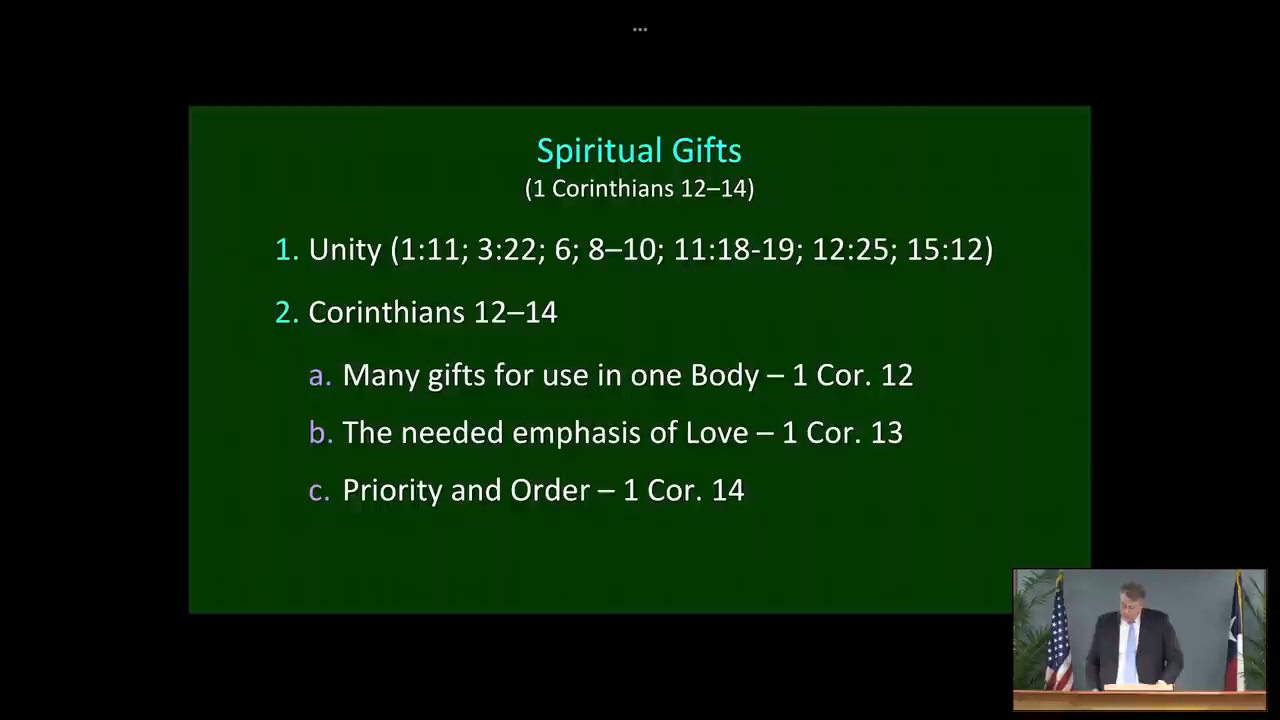 ...
Spiritual Gifts
(1 Corinthians 12–14)
1. Unity (1:11; 3:22; 6; 8–10; 11:18-19; 12:25; 15:12)
2. Corinthians 12–14
a. Many gifts for use in one Body – 1 Cor. 12
b. The needed emphasis of Love – 1 Cor. 13
c. Priority and Order – 1 Cor. 14